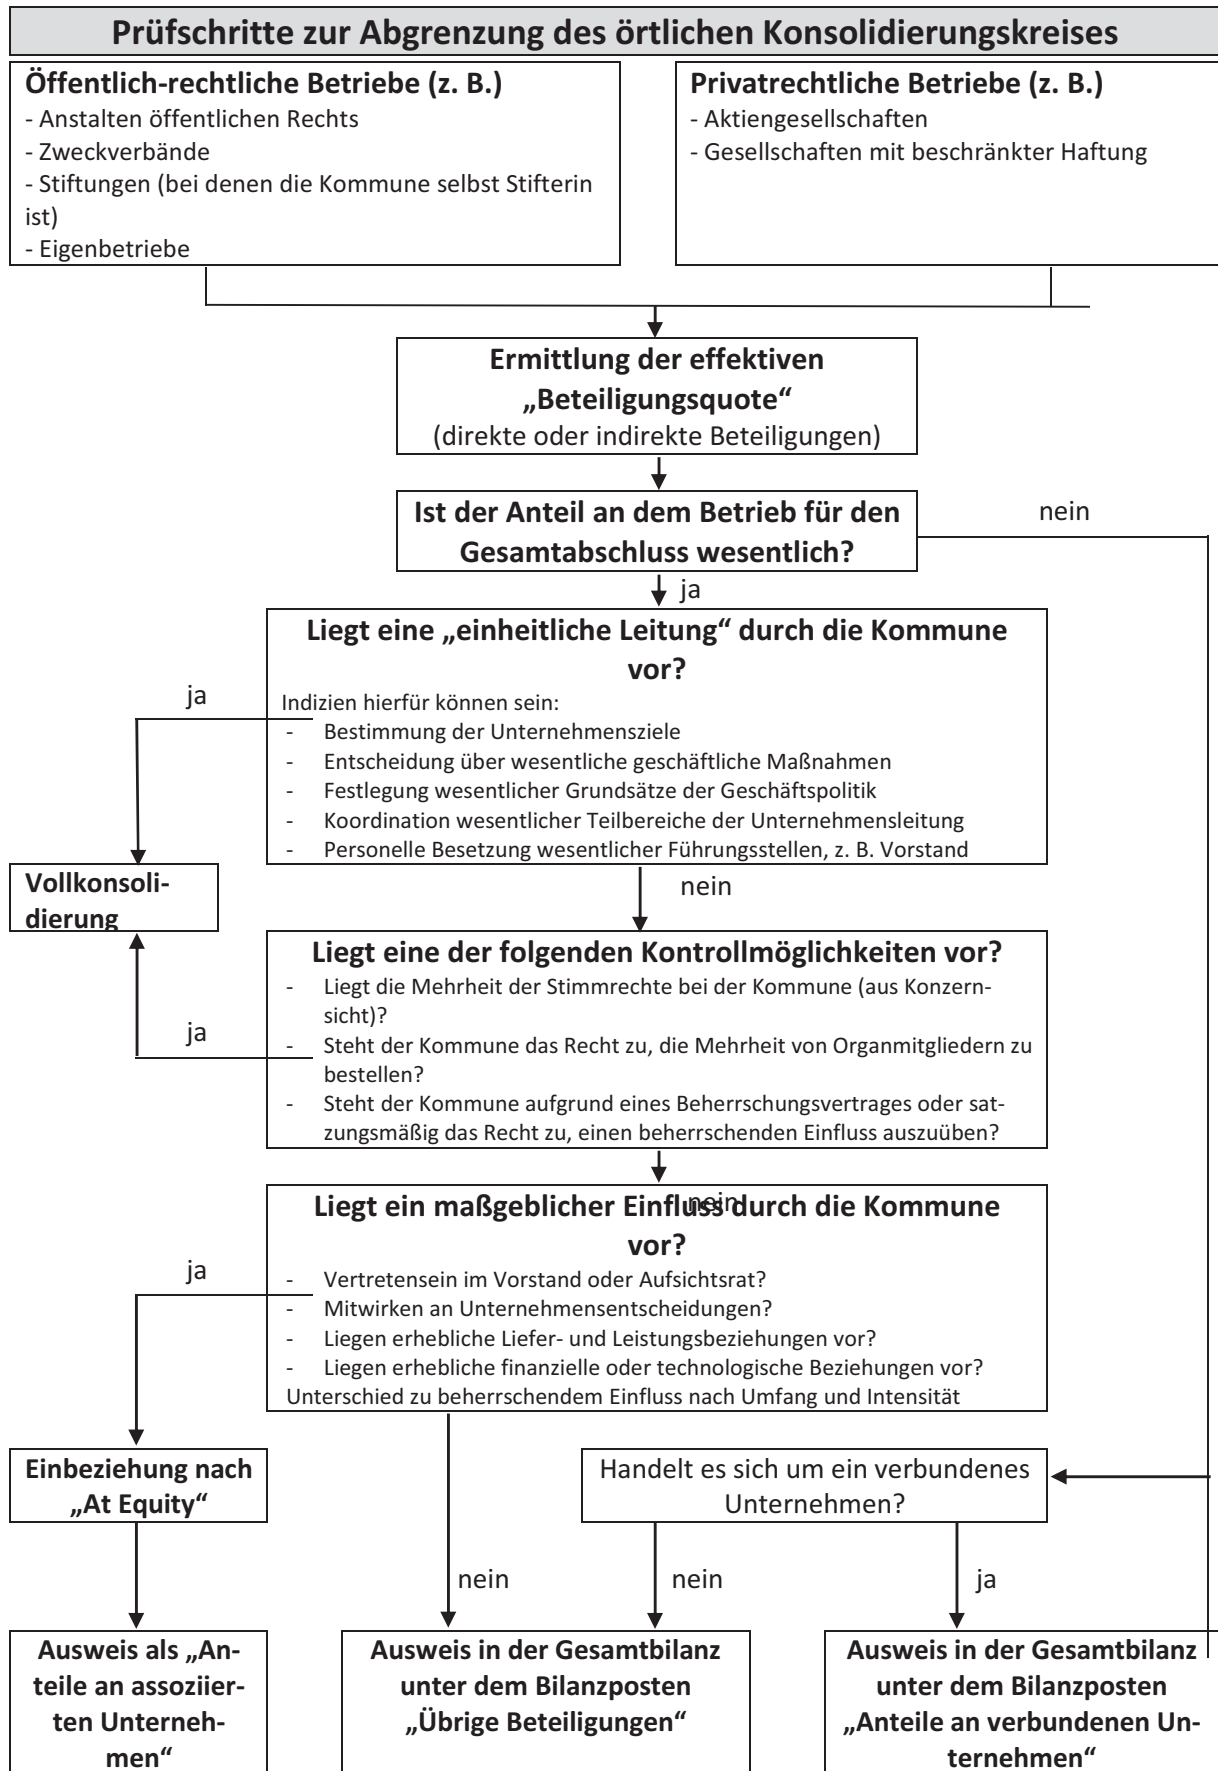 Prüfschritte zur Abgrenzung des örtlichen Konsolidierungskreises
Öffentlich-rechtliche Betriebe (z. B.)
- Anstalten öffentlichen Rechts
- Zweckverbände
- Stiftungen (bei denen die Kommune selbst Stifterin
ist)
- Eigenbetriebe
Privatrechtliche Betriebe (z. B.)
- Aktiengesellschaften
- Gesellschaften mit beschränkter Haftung
Ermittlung der effektiven
„Beteiligungsquote“
(direkte oder indirekte Beteiligungen)
Ist der Anteil an dem Betrieb für den
Gesamtabschluss wesentlich?
nein
ja
Liegt eine „einheitliche Leitung“ durch die Kommune
vor?
Indizien hierfür können sein:
- Bestimmung der Unternehmensziele
- Entscheidung über wesentliche geschäftliche Maßnahmen
- Festlegung wesentlicher Grundsätze der Geschäftspolitik
- Koordination wesentlicher Teilbereiche der Unternehmensleitung
- Personelle Besetzung wesentlicher Führungsstellen, z. B. Vorstand
ja
Vollkonsoli-
dierung
nein
Liegt eine der folgenden Kontrollmöglichkeiten vor?
- Liegt die Mehrheit der Stimmrechte bei der Kommune (aus Konzern-
sicht)?
- Steht der Kommune das Recht zu, die Mehrheit von Organmitgliedern zu
bestellen?
- Steht der Kommune aufgrund eines Beherrschungsvertrages oder sat-
zungsmäßig das Recht zu, einen beherrschenden Einfluss auszuüben?
ja
nein
Liegt ein maßgeblicher Einfluss durch die Kommune
vor?
- Vertretensein im Vorstand oder Aufsichtsrat?
- Mitwirken an Unternehmensentscheidungen?
- Liegen erhebliche Liefer- und Leistungsbeziehungen vor?
- Liegen erhebliche finanzielle oder technologische Beziehungen vor?
Unterschied zu beherrschendem Einfluss nach Umfang und Intensität
ja
Einbeziehung nach
„At Equity“
Handelt es sich um ein verbundenes
Unternehmen?
nein
nein
ja
Ausweis als „An-
teile an assoziier-
ten Unterneh-
men“
Ausweis in der Gesamtbilanz
unter dem Bilanzposten
„Übrige Beteiligungen“
Ausweis in der Gesamtbilanz
unter dem Bilanzposten
„Anteile an verbundenen Un-
ternehmen“